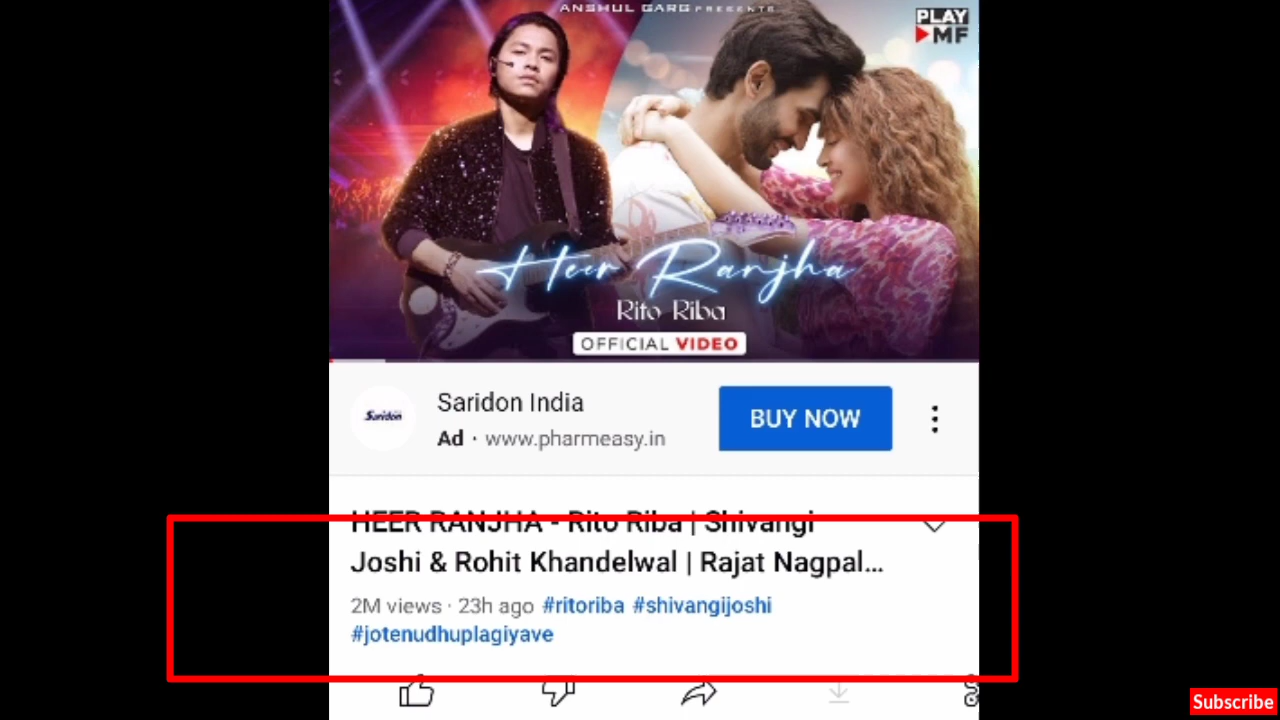 ANSHUL GARG PRESENTS
PLAY
MF
Heer Ranjha
Rito Riba
OFFICIAL VIDEO
Saridon
Saridon India
Ad · www.pharmeasy.in
BUY NOW
HEER RANJHA - Rito Riba | Shivangi
Joshi & Rohit Khandelwal | Rajat Nagpal...
2M views · 23h ago #ritoriba #shivangijoshi
#jotenudhuplagiyave
Subscribe